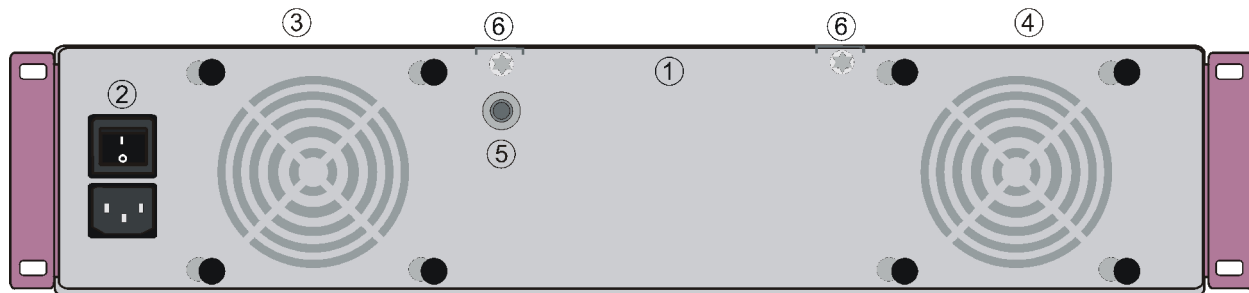 ③ ⑥ ⑥ ④
①
②
⑤